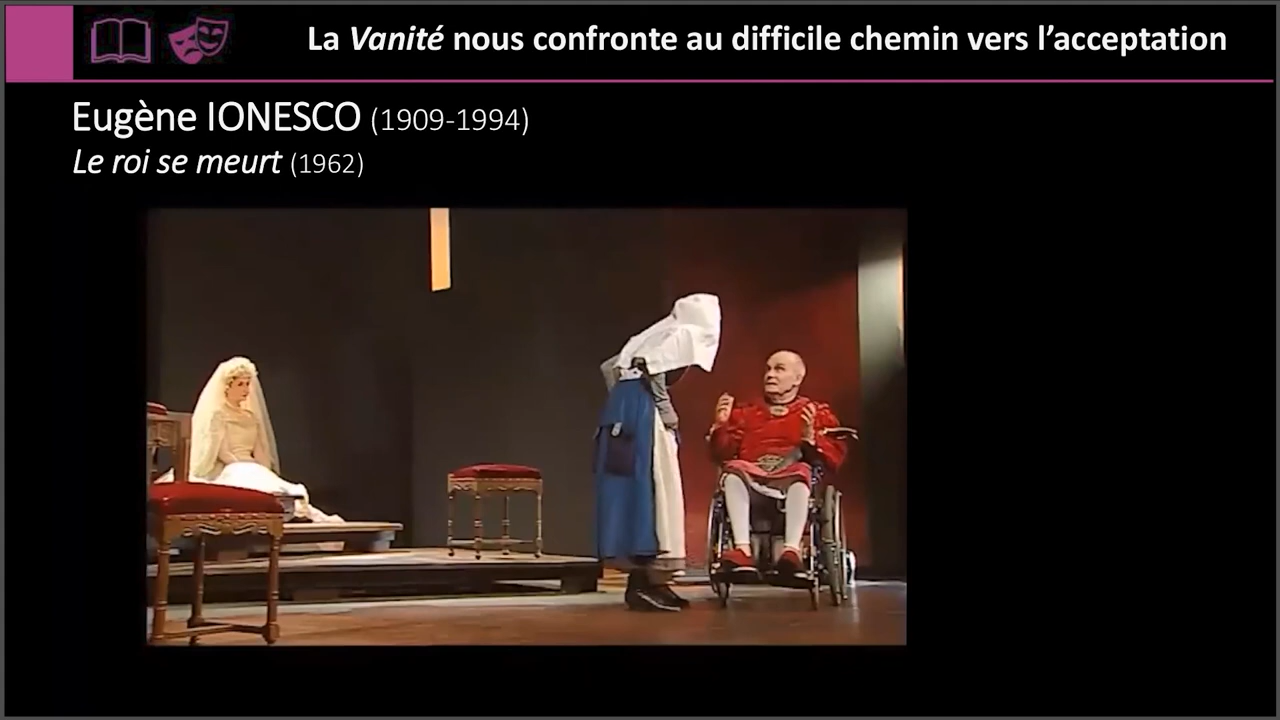 La Vanité nous confronte au difficile chemin vers l’acceptation
Eugène IONESCO (1909-1994)
Le roi se meurt (1962)